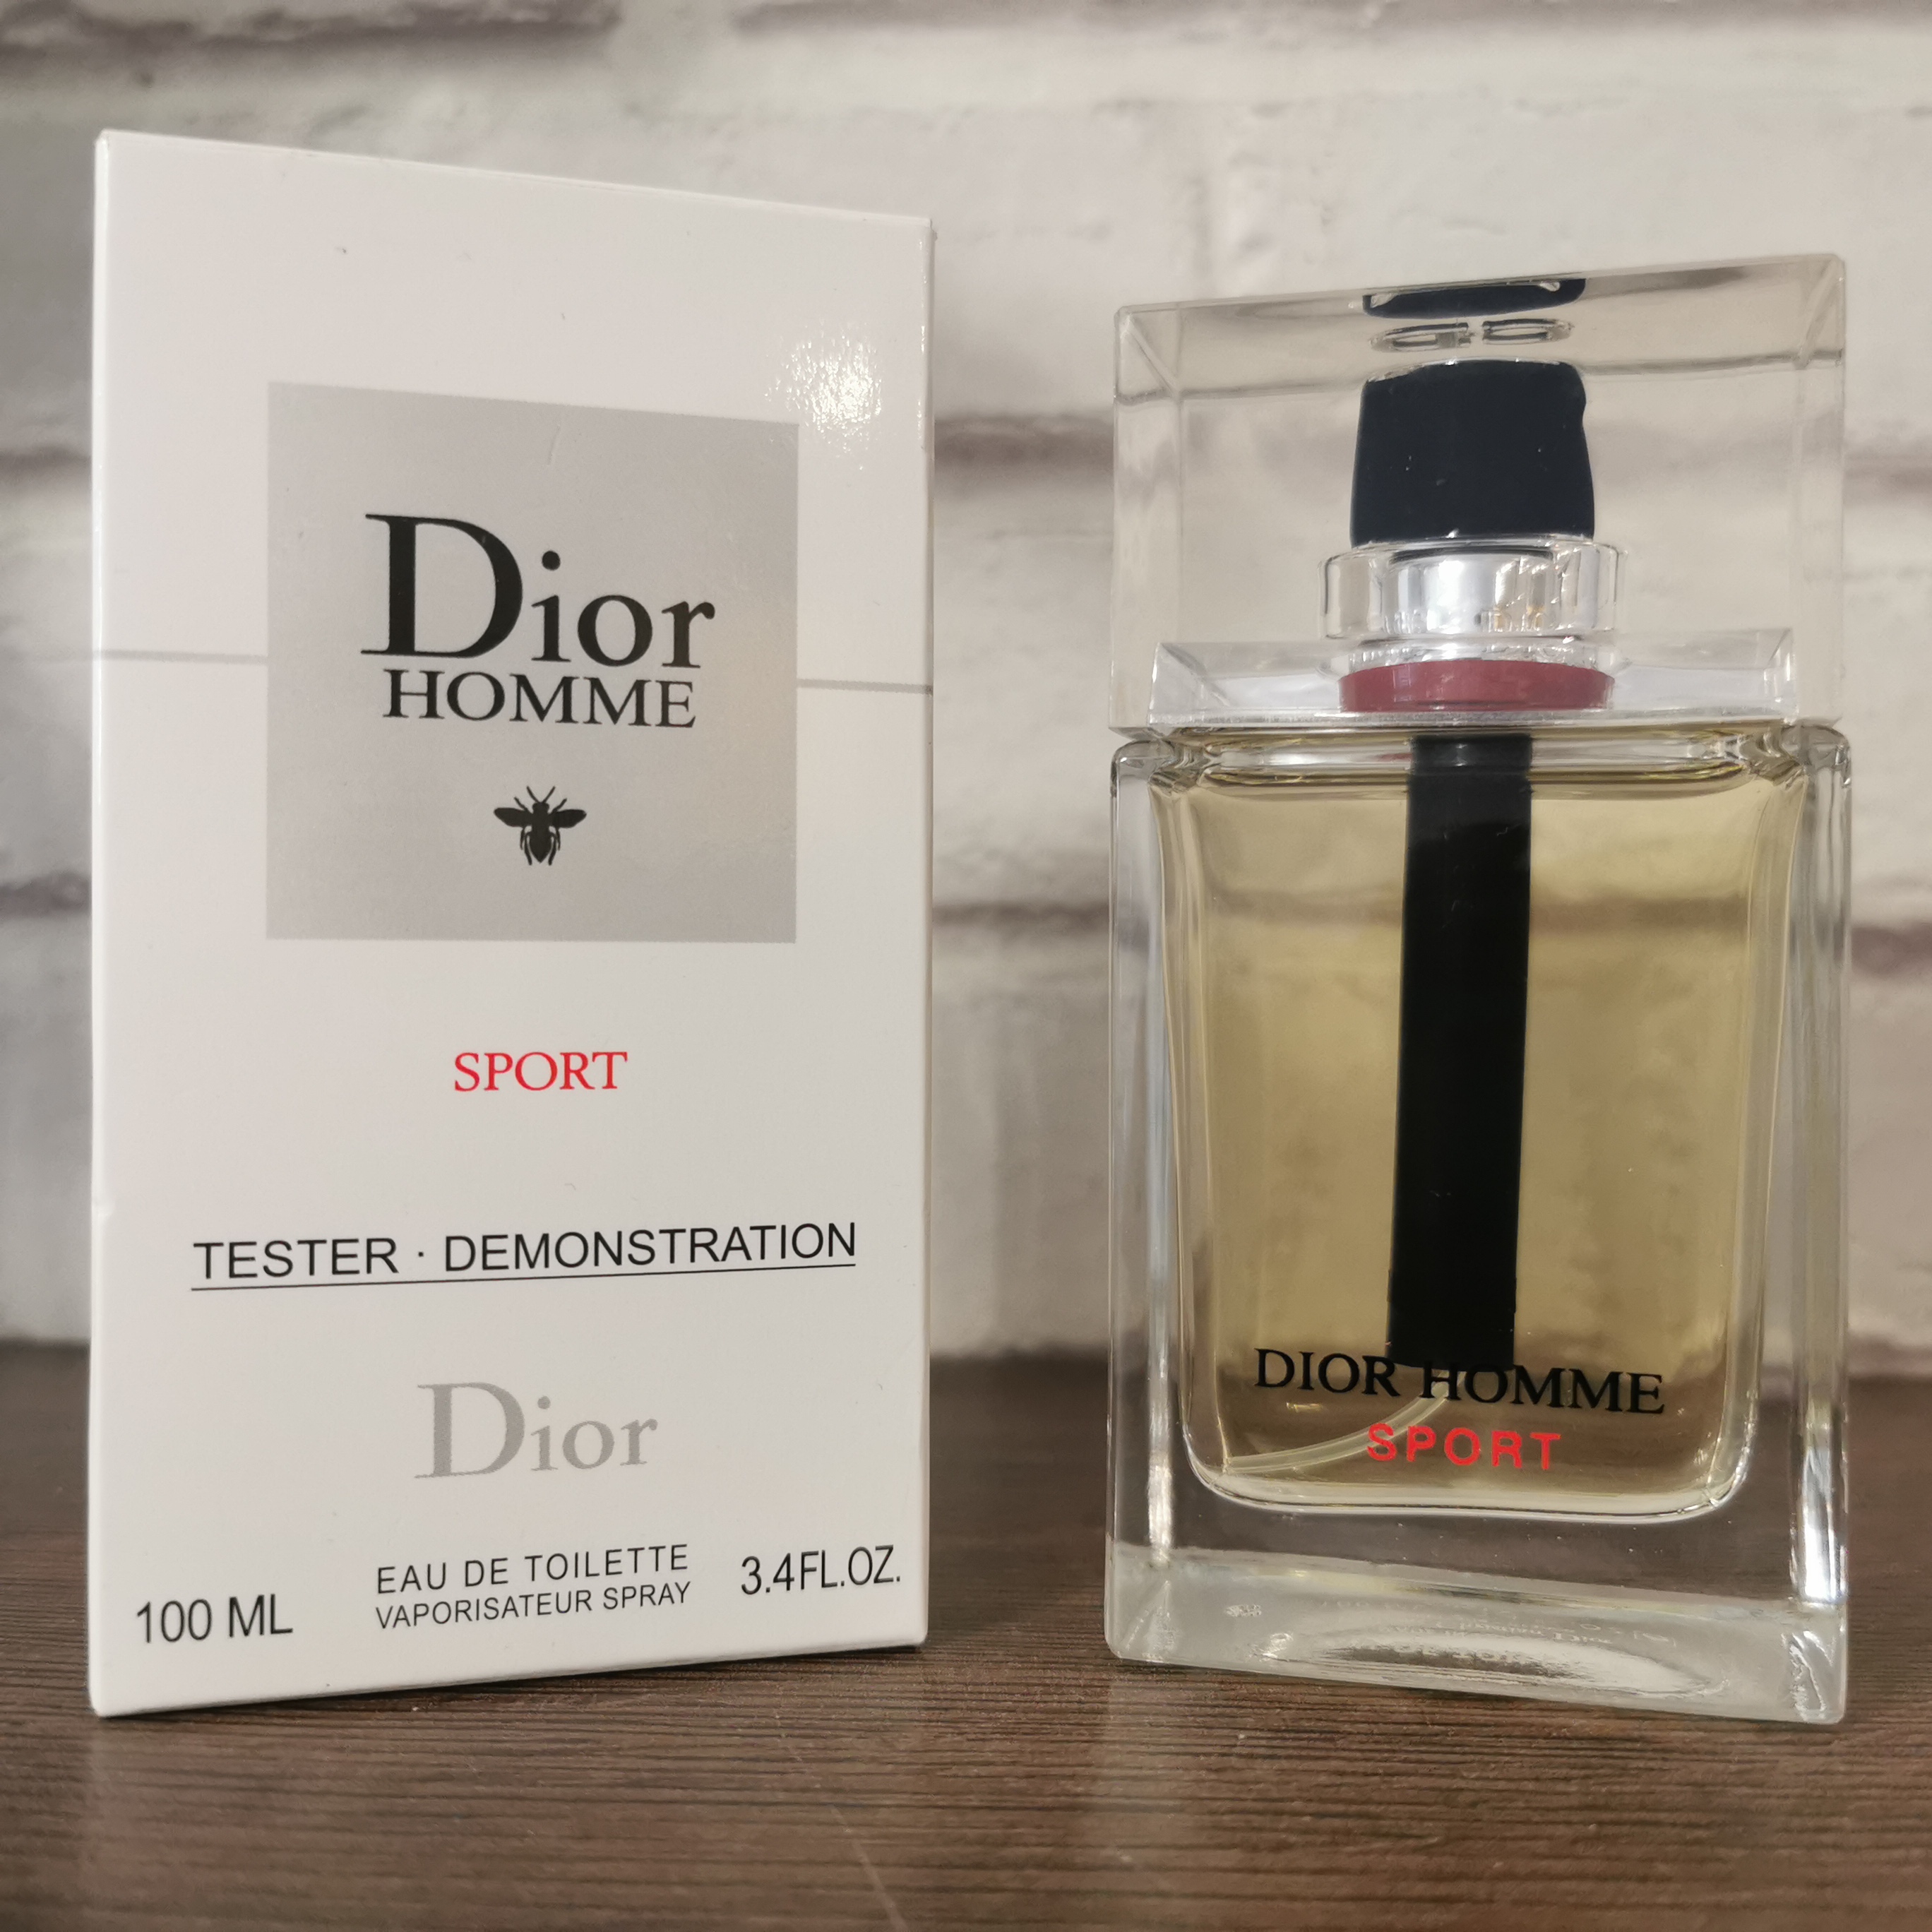 Dior
HOMME
SPORT
TESTER · DEMONSTRATION
Dior
100 ML
EAU DE TOILETTE
VAPORISATEUR SPRAY
3.4FL.OZ.
CD
DIOR HOMME
SPORT